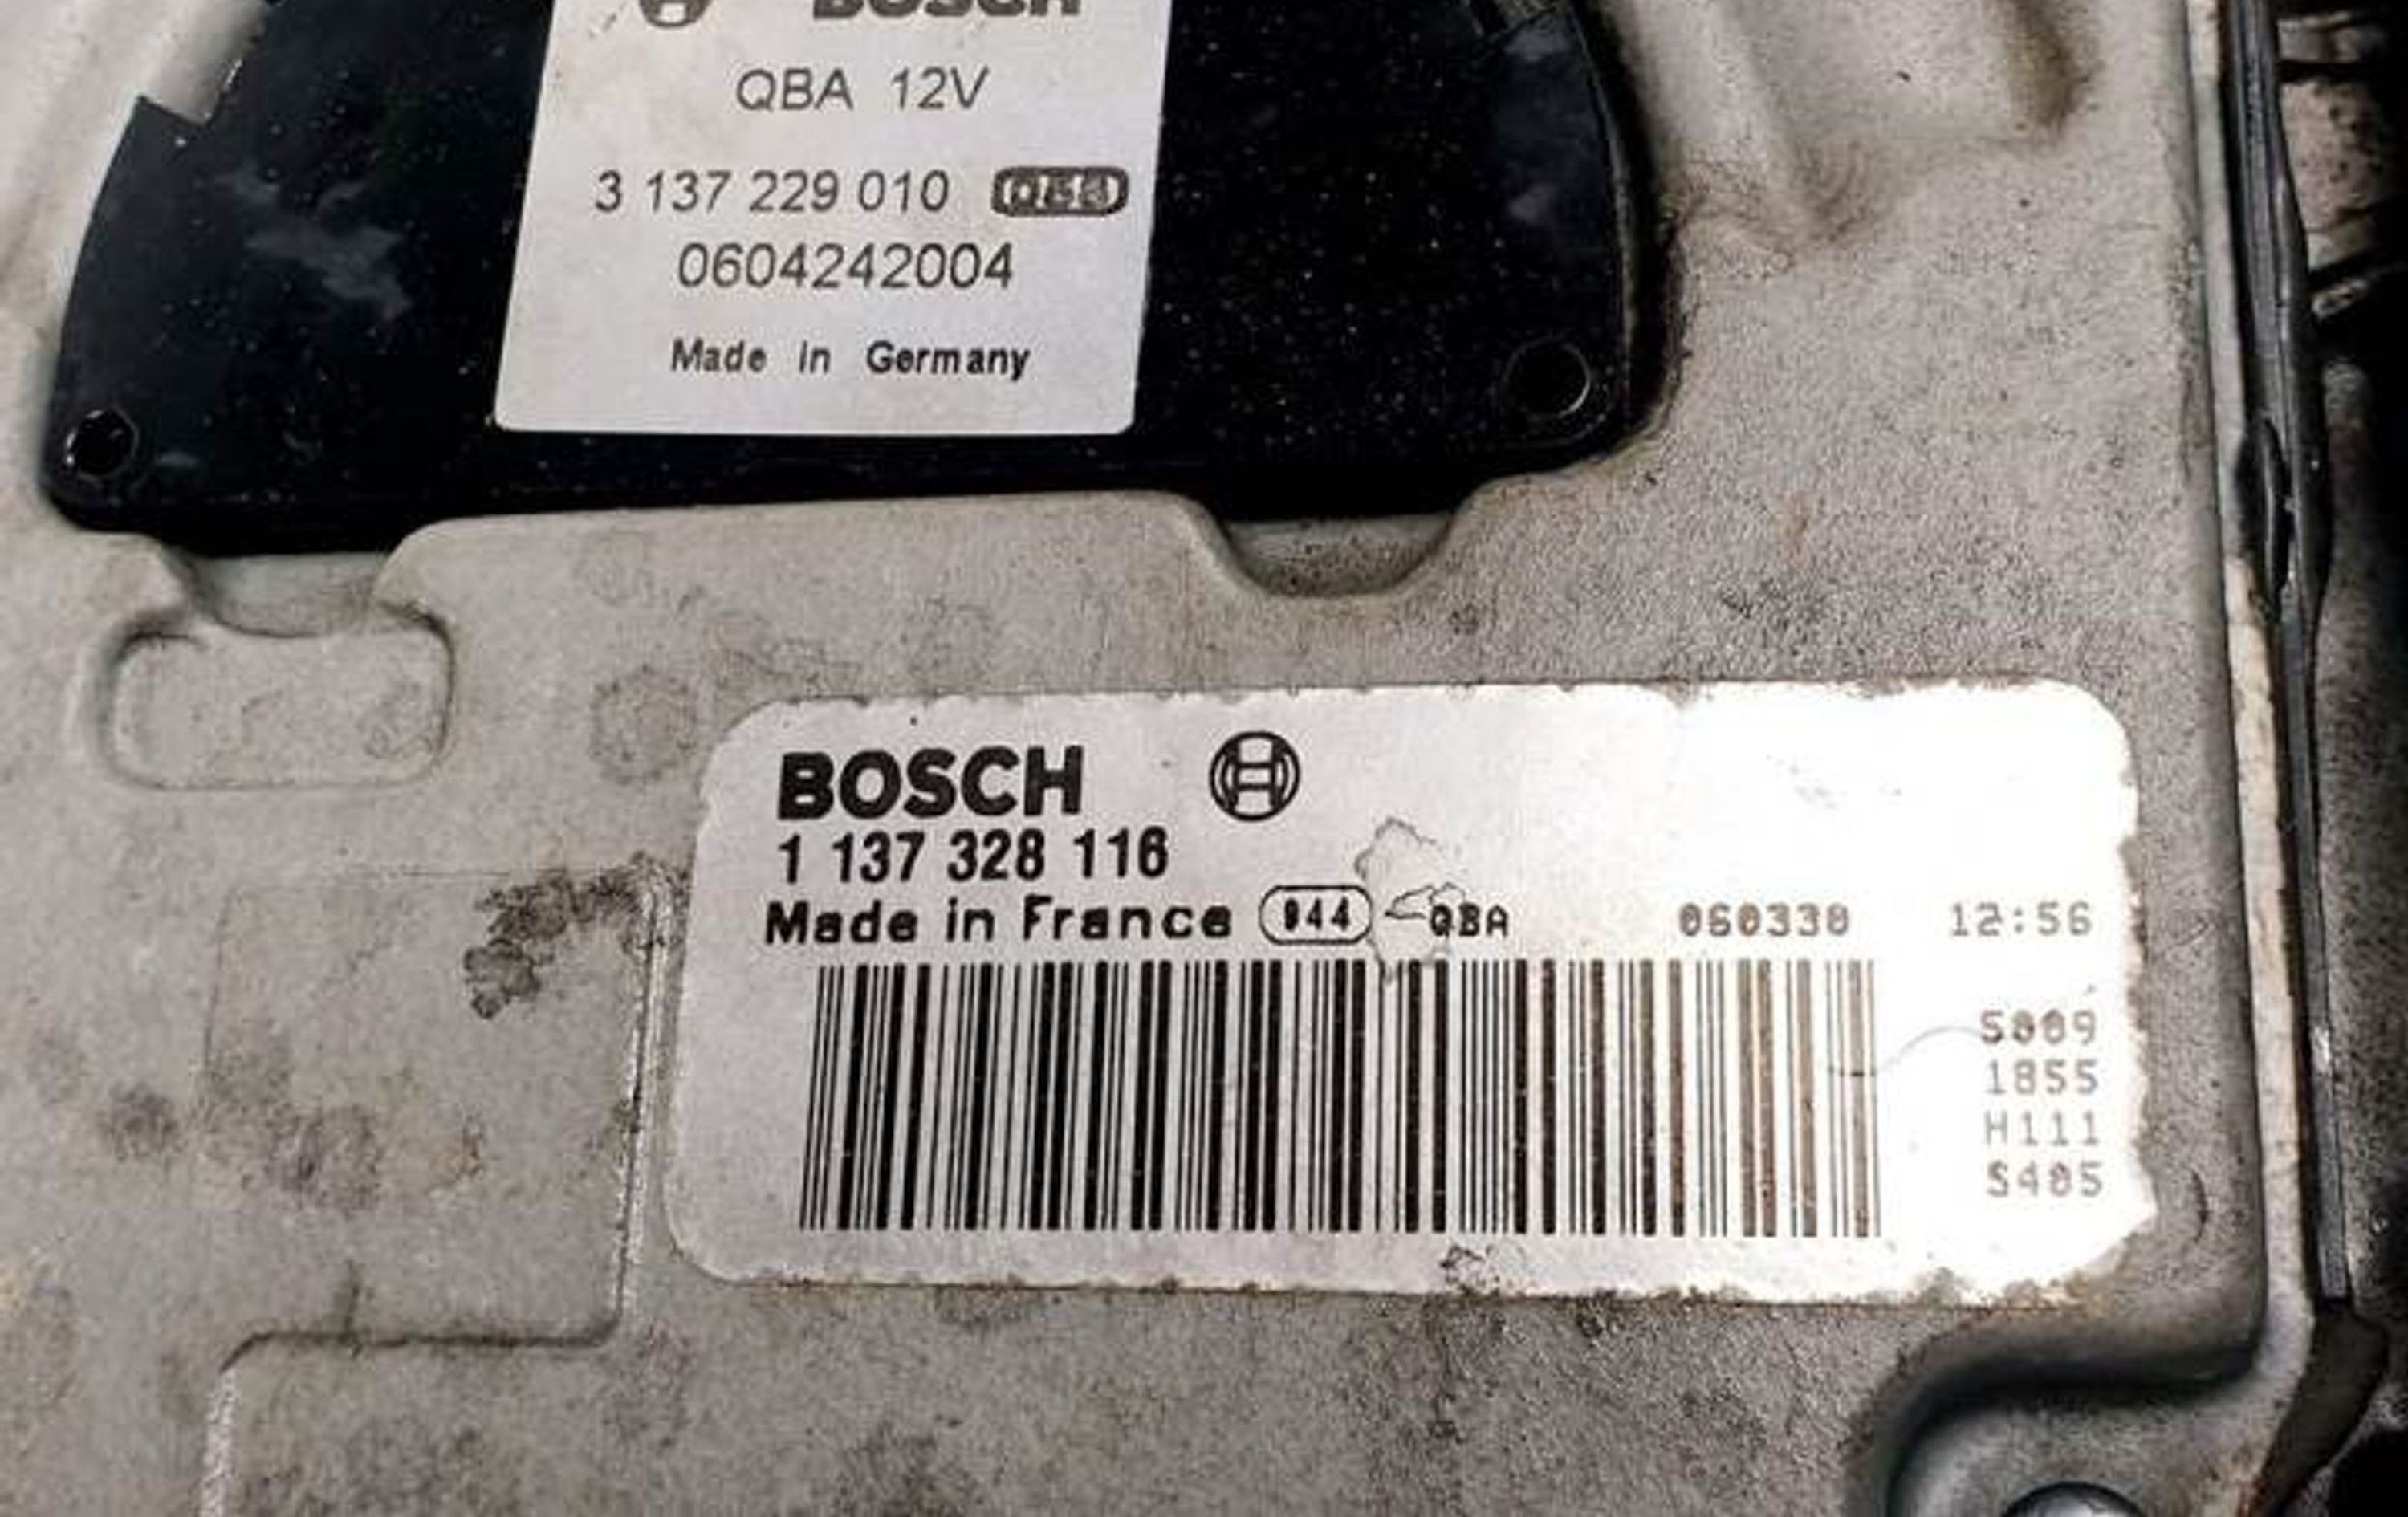 BOSCH
QBA 12V
3 137 229 010
0604242004
Made in Germany
BOSCH
1 137 328 116
Made in France 944 QBA 060330 12:56
S009
1855
H111
S405